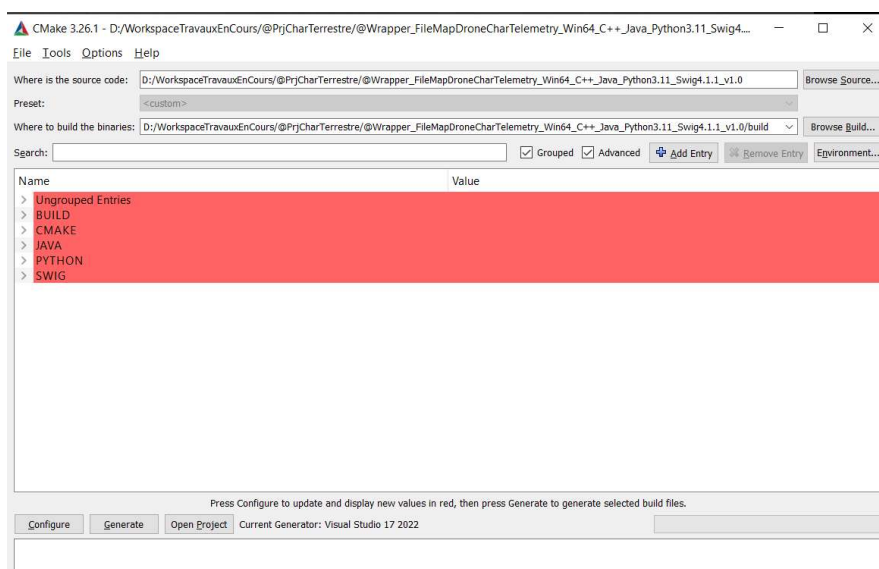 CMake 3.26.1 - D:/WorkspaceTravauxEnCours/@PrjCharTerrestre/@Wrapper_FileMapDroneCharTelemetry_Win64_C++_Java_Python3.11_Swig4....
File Tools Options Help
Where is the source code: D:/WorkspaceTravauxEnCours/@PrjCharTerrestre/@Wrapper_FileMapDroneCharTelemetry_Win64_C++_Java_Python3.11_Swig4.1.1_v1.0 Browse Source...
Preset: <custom>
Where to build the binaries: D:/WorkspaceTravauxEnCours/@PrjCharTerrestre/@Wrapper_FileMapDroneCharTelemetry_Win64_C++_Java_Python3.11_Swig4.1.1_v1.0/build Browse Build...
Search: Grouped Advanced Add Entry Remove Entry Environment...
Name Value
Ungrouped Entries
BUILD
CMAKE
JAVA
PYTHON
SWIG
Press Configure to update and display new values in red, then press Generate to generate selected build files.
Configure Generate Open Project Current Generator: Visual Studio 17 2022